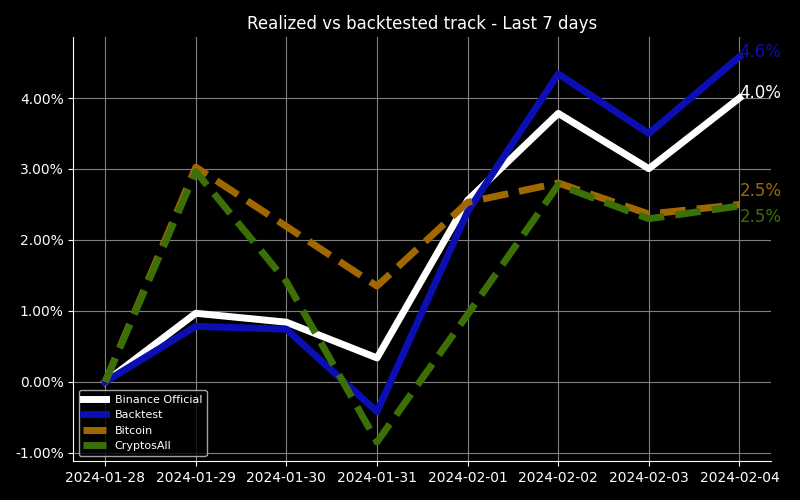 Realized vs backtested track - Last 7 days
4.6%
4.00%
4.0%
3.00%
2.5%
2.5%
2.00%
1.00%
0.00%
-1.00%
Binance Official
Backtest
Bitcoin
CryptosAll
2024-01-28 2024-01-29 2024-01-30 2024-01-31 2024-02-01 2024-02-02 2024-02-03 2024-02-04